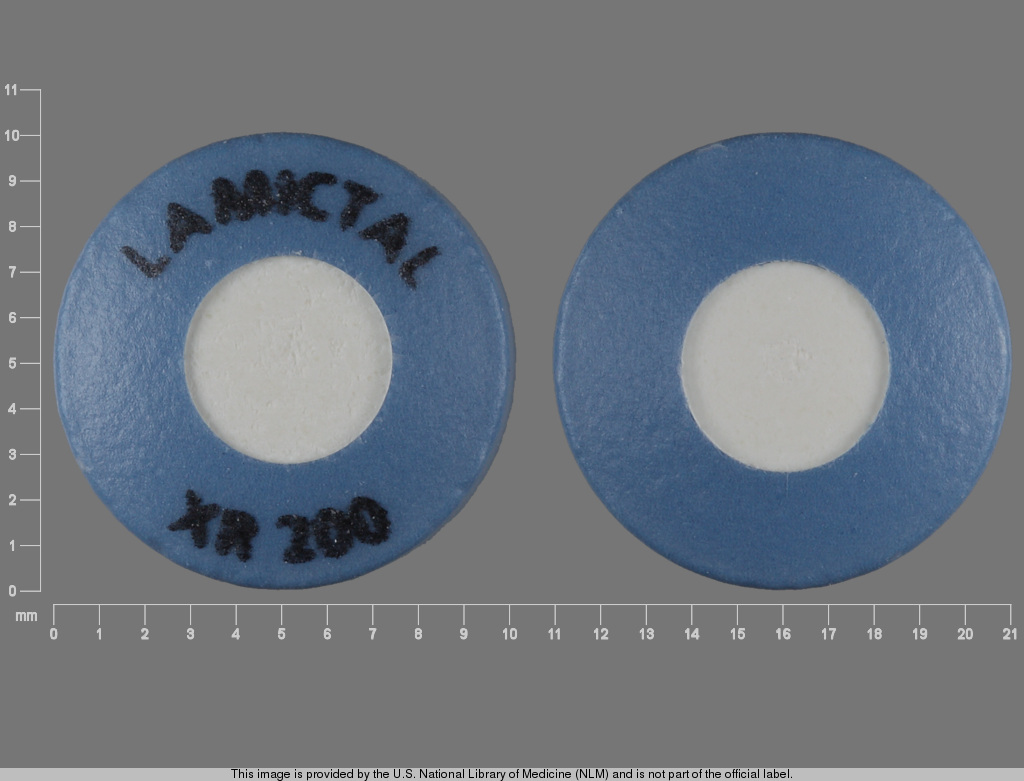 11
10
9
8
7
6
5
4
3
2
1
0
mm
LAMICTAL
XR 200
0 1 2 3 4 5 6 7 8 9 10 11 12 13 14 15 16 17 18 19 20 21
This image is provided by the U.S. National Library of Medicine (NLM) and is not part of the official label.